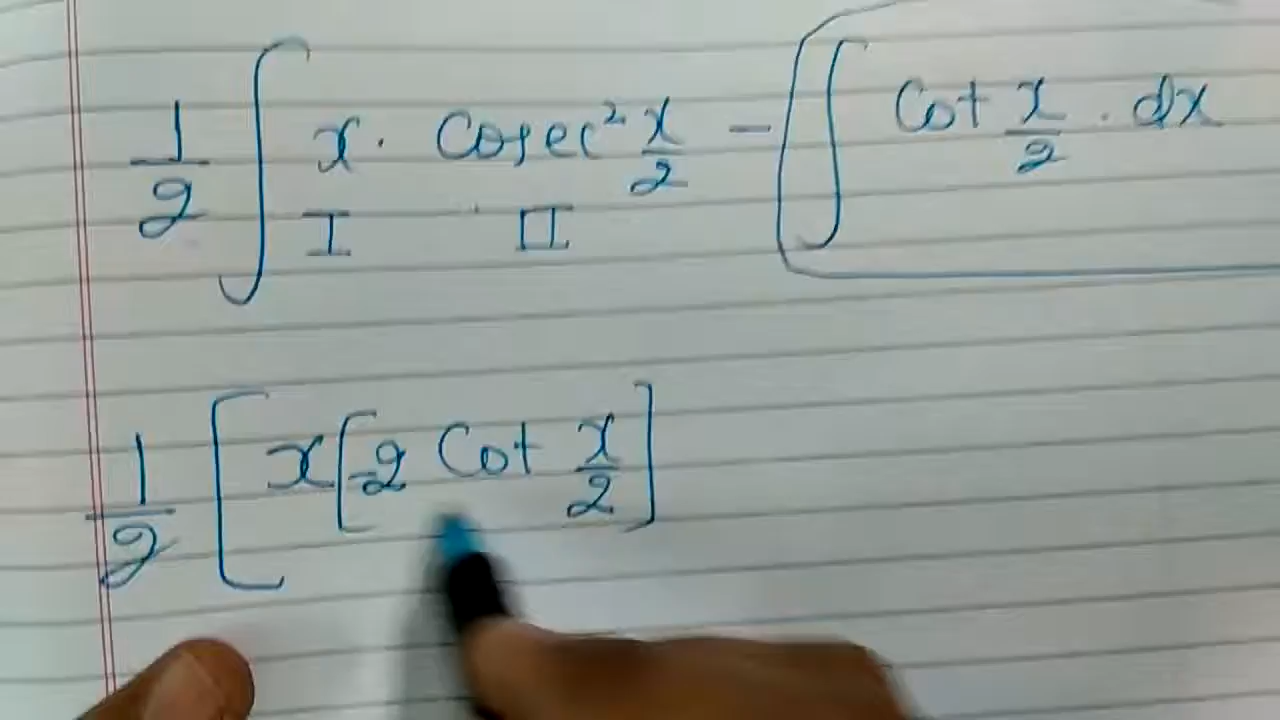 1/2 ∫ x · Cosec² x/2 - ∫ Cot x/2 . dx
I II
1/2 [ x [-2 Cot x/2]